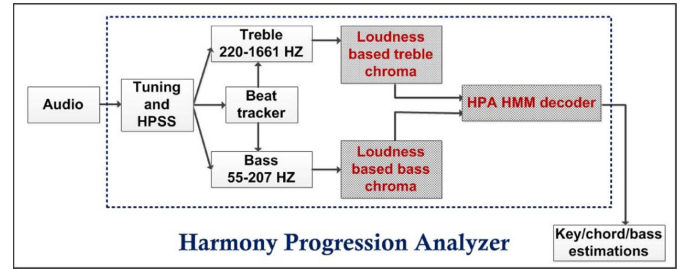 Audio
Tuning
and
HPSS
Treble
220-1661 HZ
Beat
tracker
Bass
55-207 HZ
Loudness
based treble
chroma
Loudness
based bass
chroma
HPA HMM decoder
Key/chord/bass
estimations
Harmony Progression Analyzer